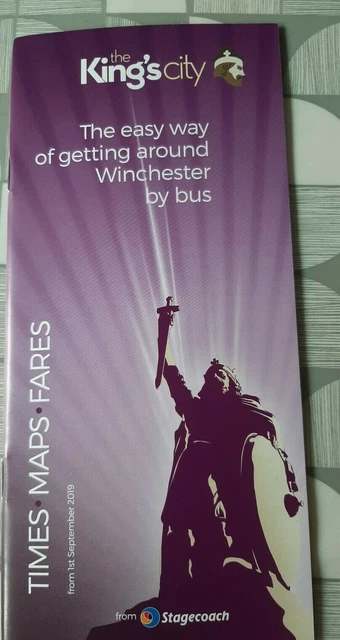 the
King's city
The easy way
of getting around
Winchester
by bus
TIMES • MAPS • FARES
from 1st September 2019
from Stagecoach